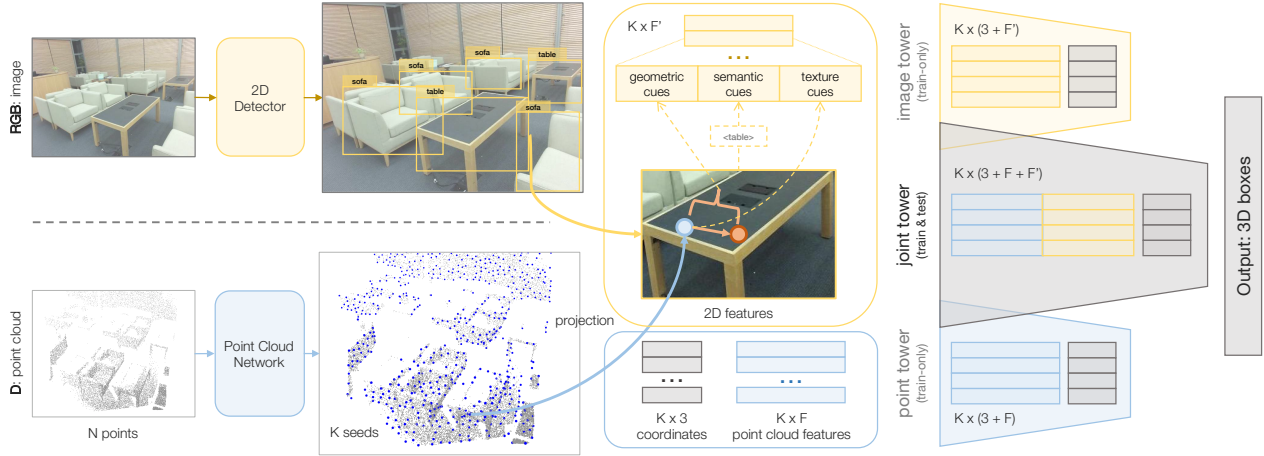 RGB: image
2D
Detector
sofa
table
sofa
sofa
table
sofa
K x F'
...
geometric
cues
semantic
cues
texture
cues
<table>
2D features
D: point cloud
N points
Point Cloud
Network
K seeds
projection
...
K x 3
coordinates
...
K x F
point cloud features
image tower
(train-only)
K x (3 + F')
joint tower
(train & test)
K x (3 + F + F')
point tower
(train-only)
K x (3 + F)
Output: 3D boxes